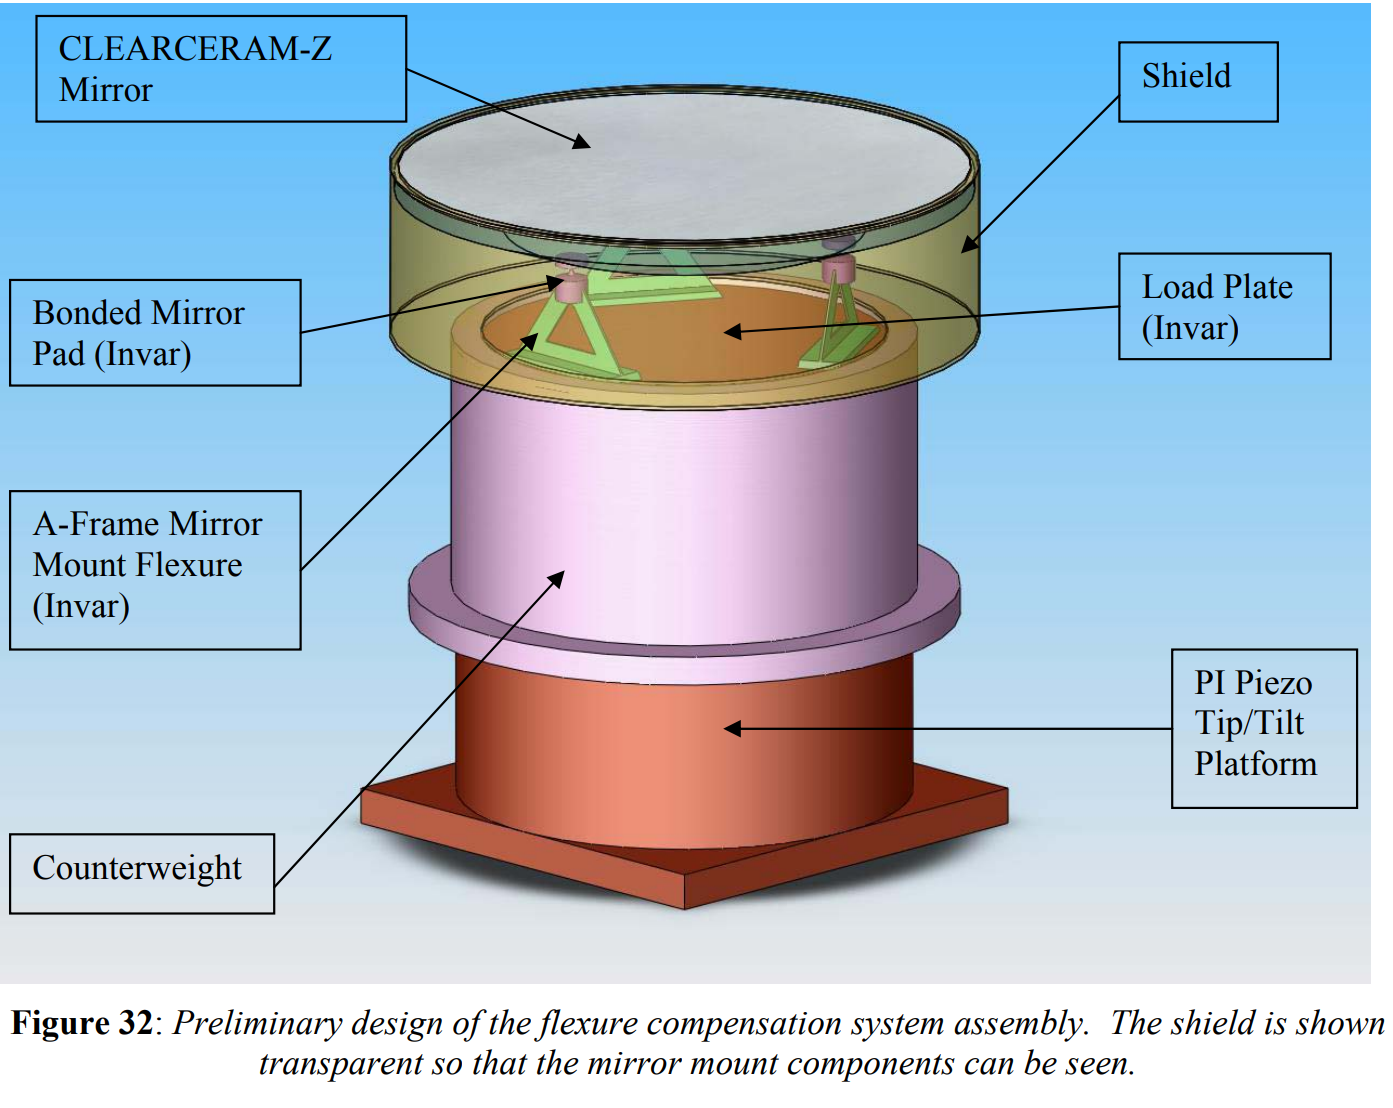 CLEARCERAM-Z
Mirror
Shield
Load Plate
(Invar)
Bonded Mirror
Pad (Invar)
A-Frame Mirror
Mount Flexure
(Invar)
PI Piezo
Tip/Tilt
Platform
Counterweight
Figure 32: Preliminary design of the flexure compensation system assembly. The shield is shown
transparent so that the mirror mount components can be seen.